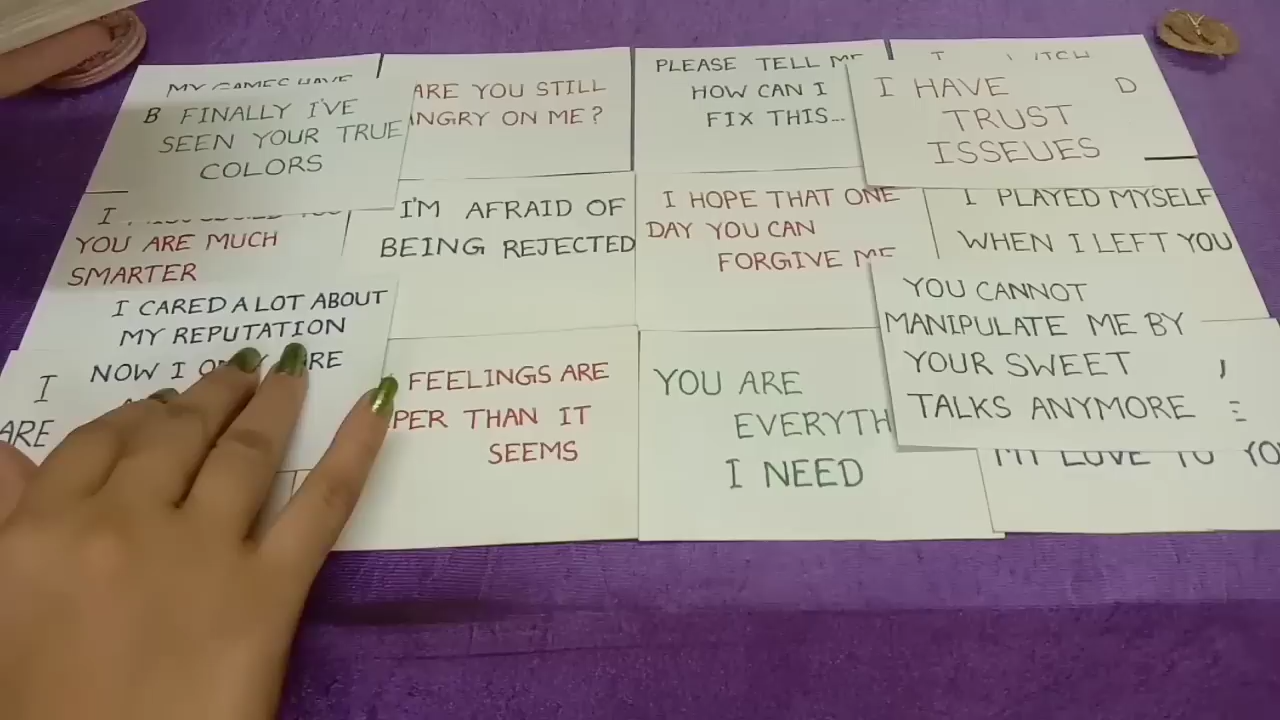 FINALLY I'VE
SEEN YOUR TRUE
COLORS
ARE YOU STILL
ANGRY ON ME?
PLEASE TELL ME
HOW CAN I
FIX THIS...
I HAVE
TRUST
ISSEUES
I
YOU ARE MUCH
SMARTER
I'M AFRAID OF
BEING REJECTED
I HOPE THAT ONE
DAY YOU CAN
FORGIVE ME
I PLAYED MYSELF
WHEN I LEFT YOU
I
ARE
I CARED A LOT ABOUT
MY REPUTATION
NOW I
FEELINGS ARE
THAN IT
SEEMS
YOU ARE
I NEED
YOU CANNOT
MANIPULATE ME BY
YOUR SWEET
TALKS ANYMORE
MY LOVE TO